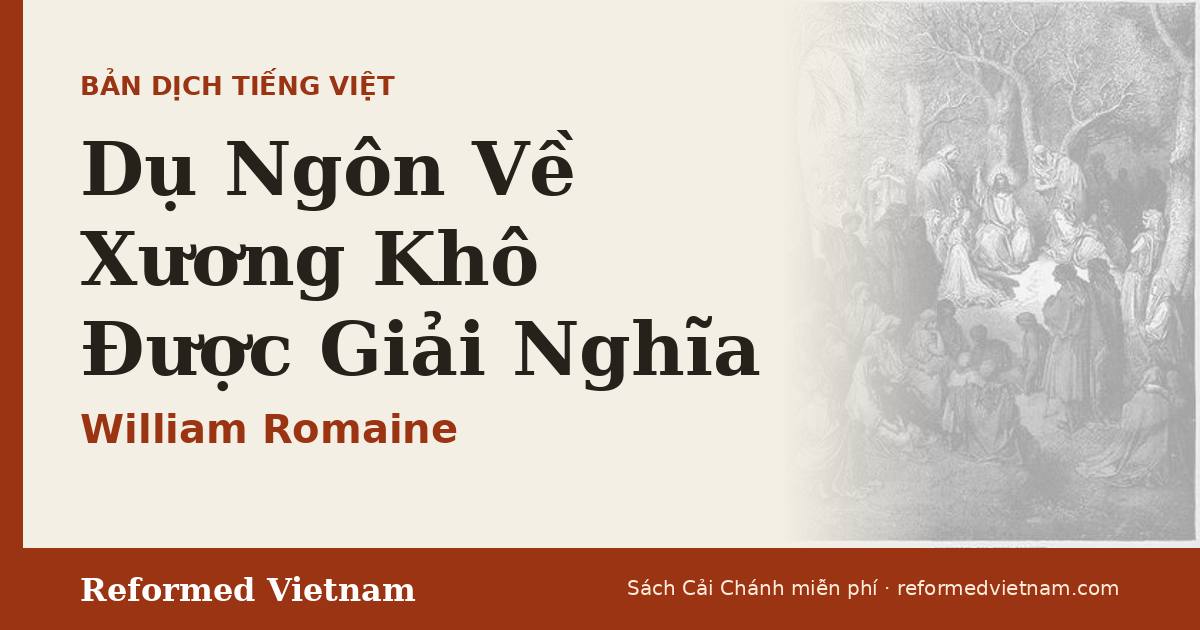 BẢN DỊCH TIẾNG VIỆT
Dụ Ngôn Về
Xương Khô
Được Giải Nghĩa
William Romaine
Reformed Vietnam
Sách Cải Chánh miễn phí · reformedvietnam.com